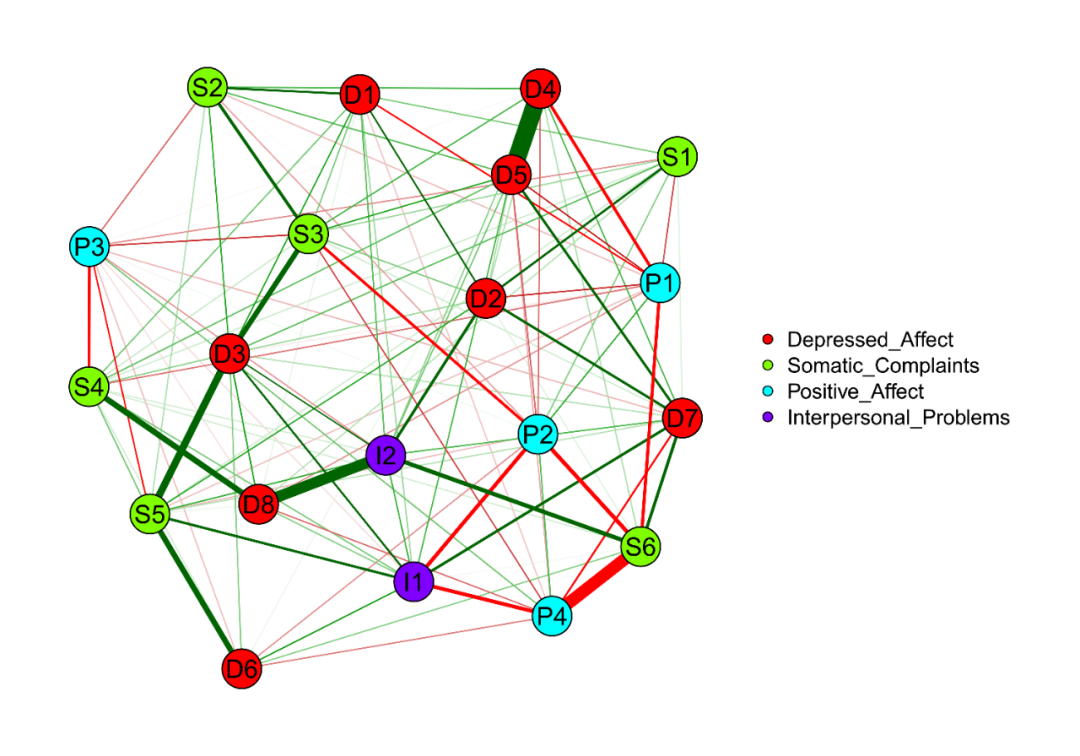 S2
D1
D4
S1
D5
S3
P3
P1
D2
D3
S4
D7
P2
I2
D8
S5
S6
I1
P4
D6
Depressed_Affect
Somatic_Complaints
Positive_Affect
Interpersonal_Problems